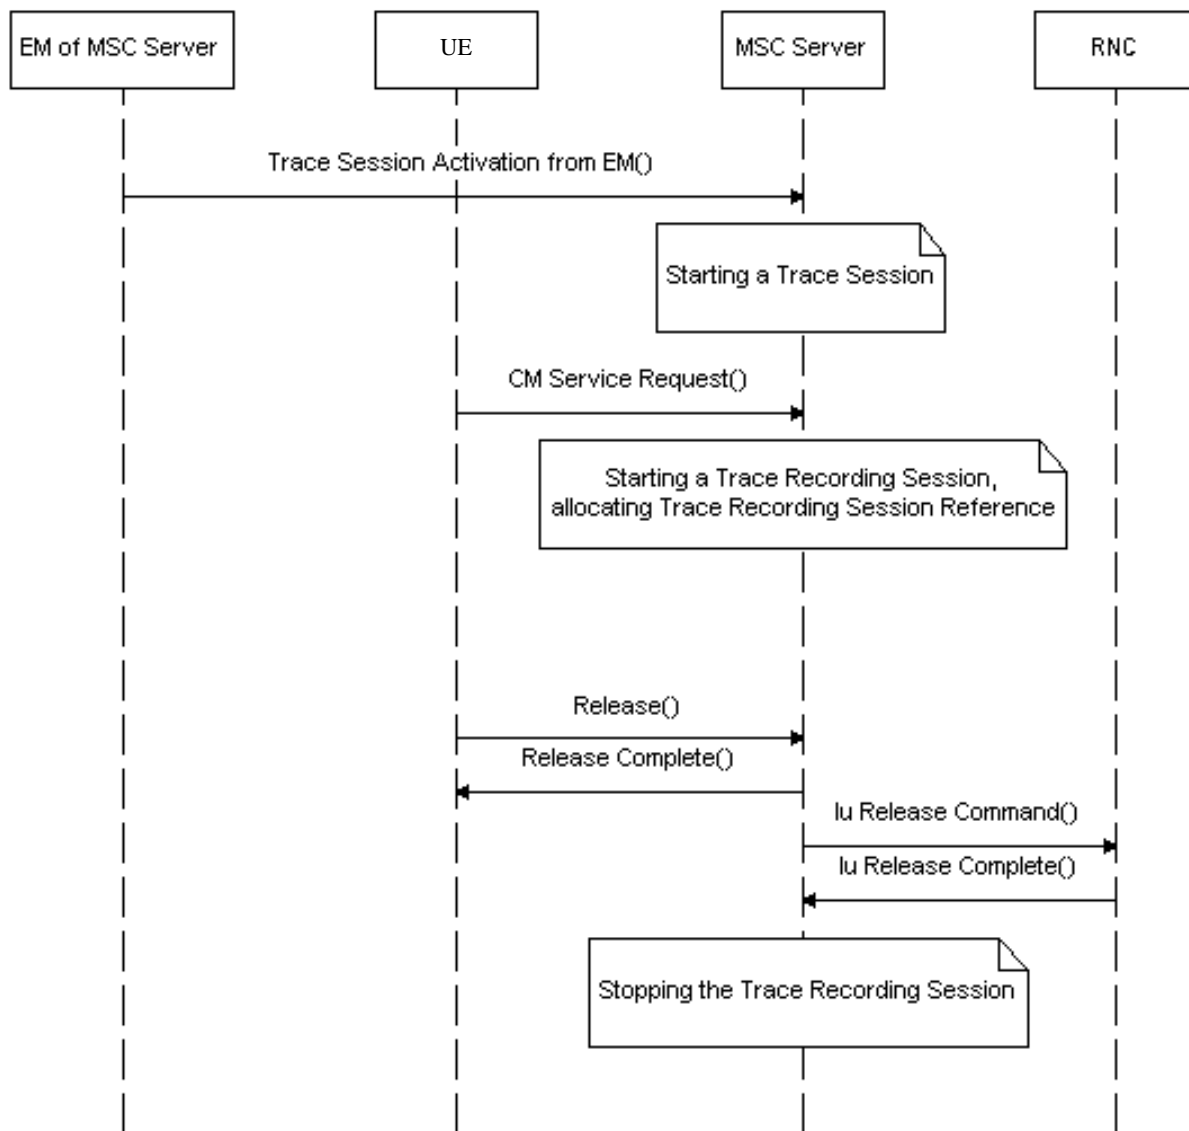 EM of MSC Server
UE
MSC Server
RNC
Trace Session Activation from EM()
Starting a Trace Session
CM Service Request()
Starting a Trace Recording Session,
allocating Trace Recording Session Reference
Release()
Release Complete()
Iu Release Command()
Iu Release Complete()
Stopping the Trace Recording Session